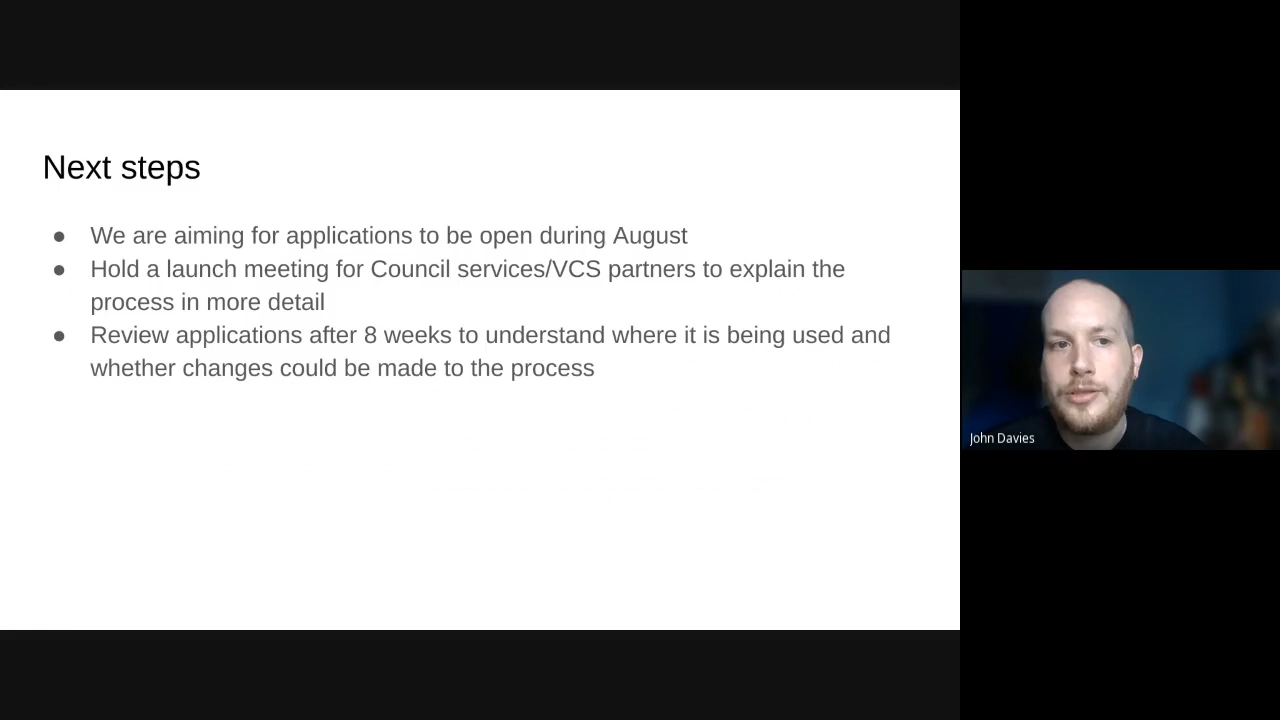 Next steps
● We are aiming for applications to be open during August
● Hold a launch meeting for Council services/VCS partners to explain the
process in more detail
● Review applications after 8 weeks to understand where it is being used and
whether changes could be made to the process
John Davies